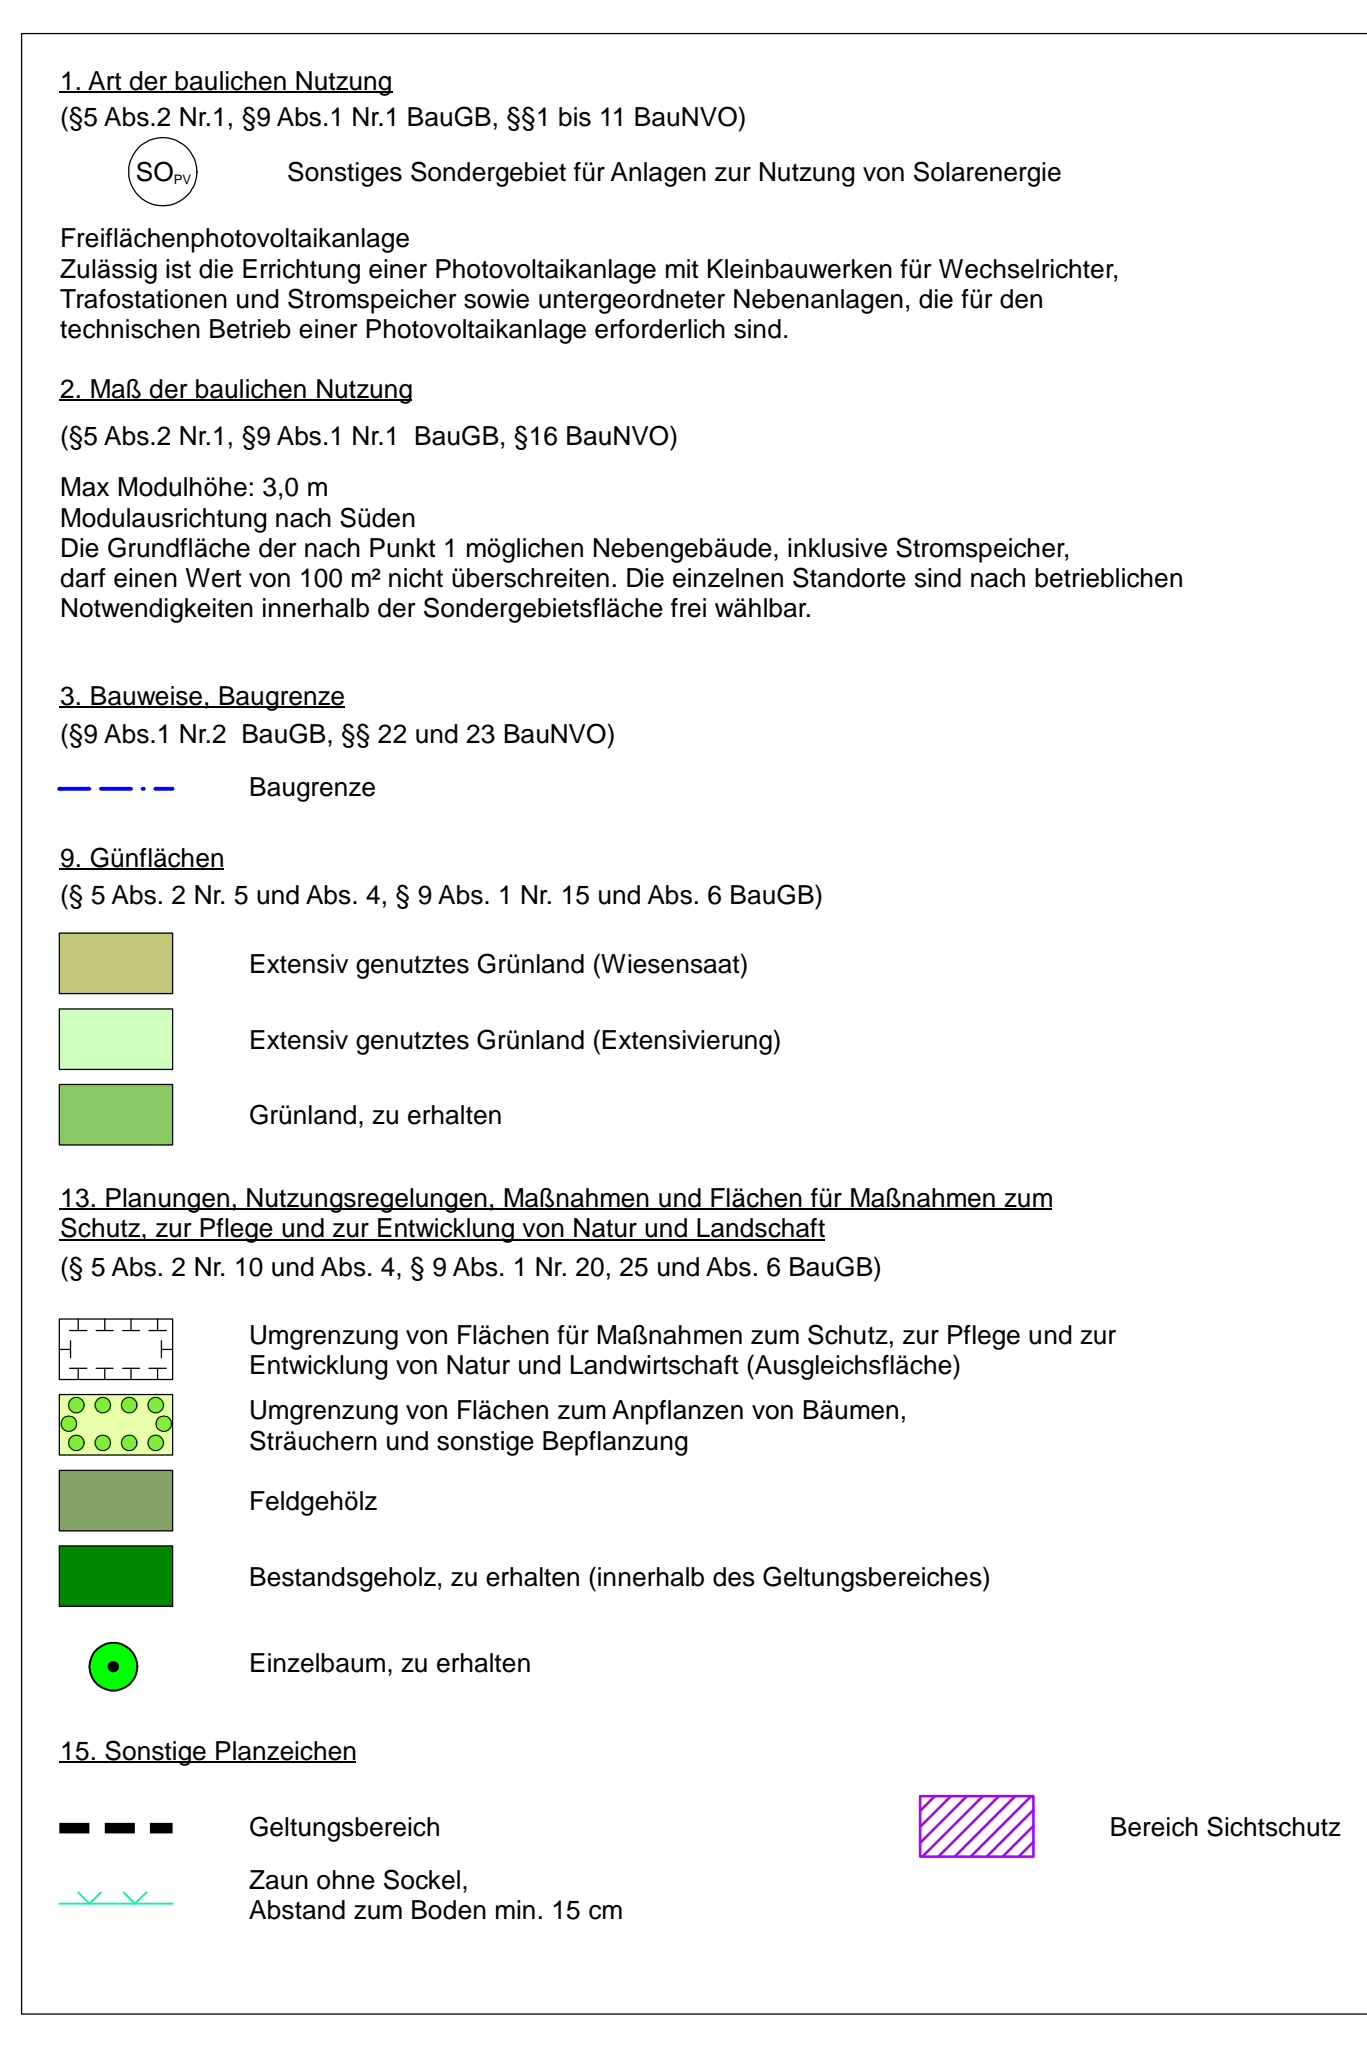 1. Art der baulichen Nutzung
(§5 Abs.2 Nr.1, §9 Abs.1 Nr.1 BauGB, §§1 bis 11 BauNVO)
SOPV Sonstiges Sondergebiet für Anlagen zur Nutzung von Solarenergie
Freiflächenphotovoltaikanlage
Zulässig ist die Errichtung einer Photovoltaikanlage mit Kleinbauwerken für Wechselrichter,
Trafostationen und Stromspeicher sowie untergeordneter Nebenanlagen, die für den
technischen Betrieb einer Photovoltaikanlage erforderlich sind.
2. Maß der baulichen Nutzung
(§5 Abs.2 Nr.1, §9 Abs.1 Nr.1 BauGB, §16 BauNVO)
Max Modulhöhe: 3,0 m
Modulausrichtung nach Süden
Die Grundfläche der nach Punkt 1 möglichen Nebengebäude, inklusive Stromspeicher,
darf einen Wert von 100 m² nicht überschreiten. Die einzelnen Standorte sind nach betrieblichen
Notwendigkeiten innerhalb der Sondergebietsfläche frei wählbar.
3. Bauweise, Baugrenze
(§9 Abs.1 Nr.2 BauGB, §§ 22 und 23 BauNVO)
Baugrenze
9. Günflächen
(§ 5 Abs. 2 Nr. 5 und Abs. 4, § 9 Abs. 1 Nr. 15 und Abs. 6 BauGB)
Extensiv genutztes Grünland (Wiesensaat)
Extensiv genutztes Grünland (Extensivierung)
Grünland, zu erhalten
13. Planungen, Nutzungsregelungen, Maßnahmen und Flächen für Maßnahmen zum
Schutz, zur Pflege und zur Entwicklung von Natur und Landschaft
(§ 5 Abs. 2 Nr. 10 und Abs. 4, § 9 Abs. 1 Nr. 20, 25 und Abs. 6 BauGB)
Umgrenzung von Flächen für Maßnahmen zum Schutz, zur Pflege und zur
Entwicklung von Natur und Landwirtschaft (Ausgleichsfläche)
Umgrenzung von Flächen zum Anpflanzen von Bäumen,
Sträuchern und sonstige Bepflanzung
Feldgehölz
Bestandsgeholz, zu erhalten (innerhalb des Geltungsbereiches)
Einzelbaum, zu erhalten
15. Sonstige Planzeichen
Geltungsbereich
Bereich Sichtschutz
Zaun ohne Sockel,
Abstand zum Boden min. 15 cm